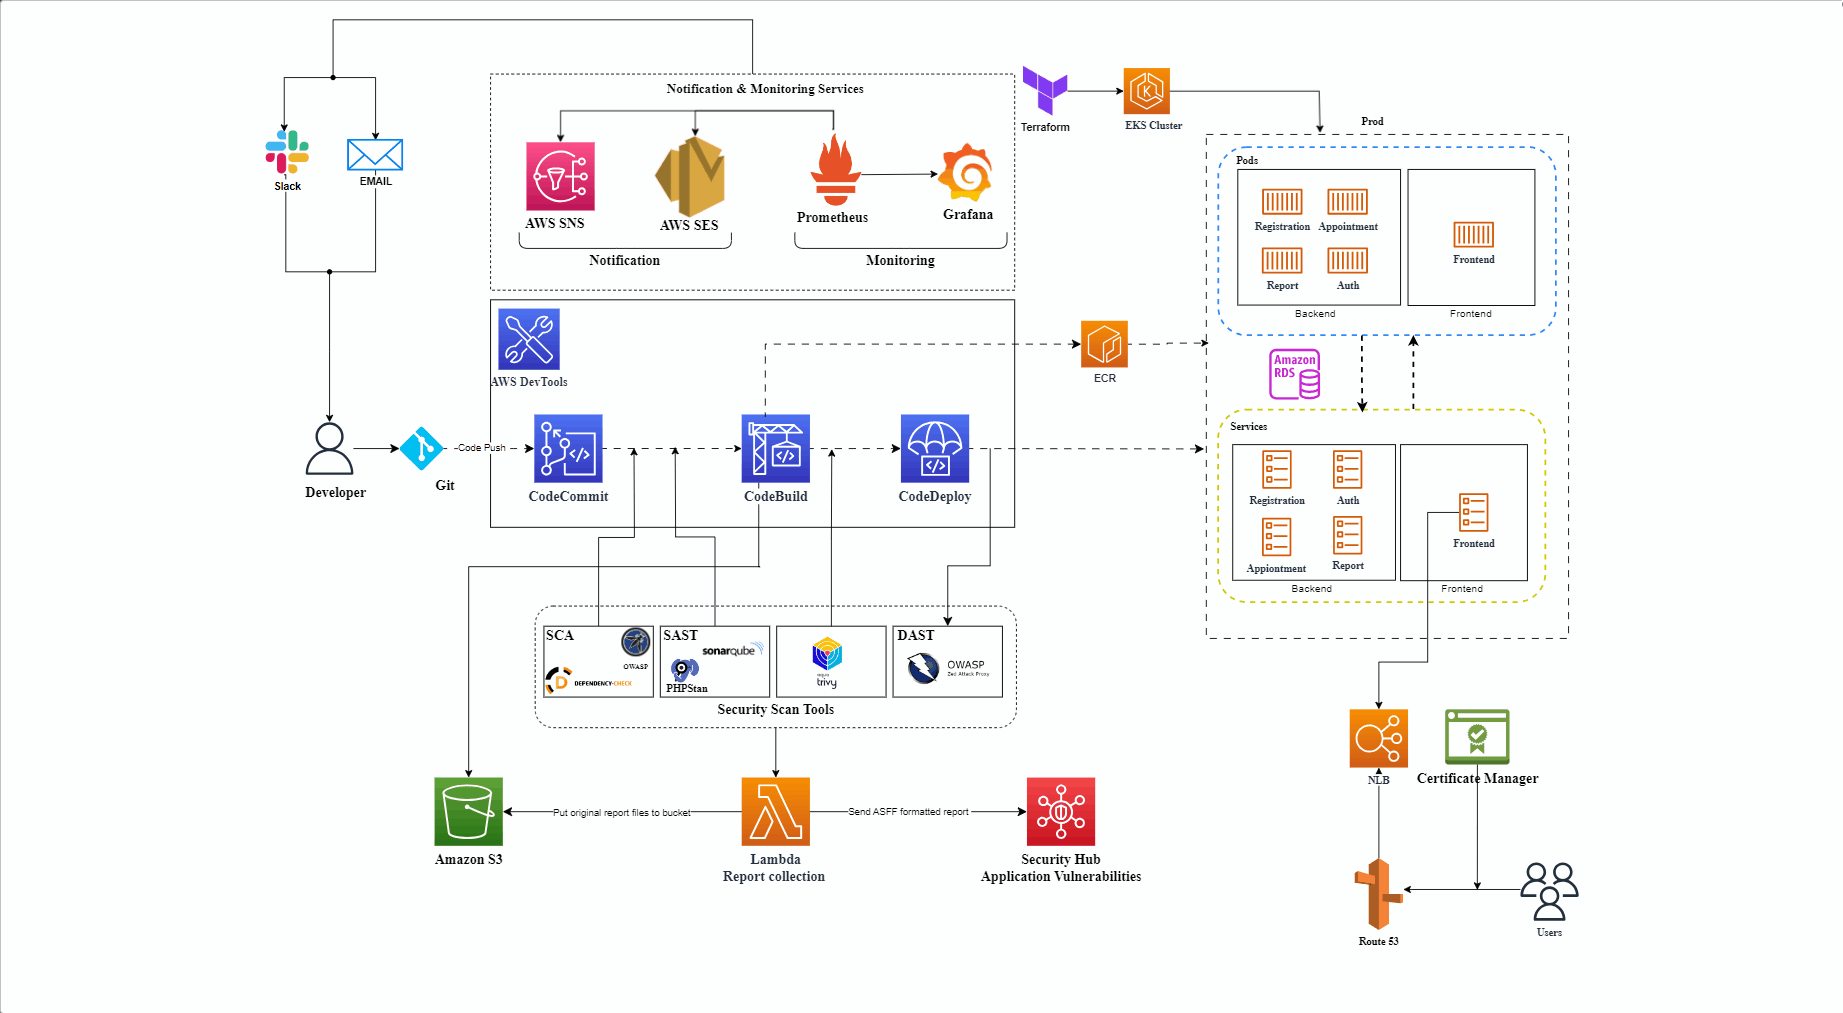 Notification & Monitoring Services
Terraform
EKS Cluster
Prod
Slack
EMAIL
AWS SNS
AWS SES
Prometheus
Grafana
Notification
Monitoring
Pods
Registration
Appointment
Report
Auth
Backend
Frontend
Frontend
AWS DevTools
ECR
Amazon
RDS
Services
Registration
Auth
Appiontment
Report
Backend
Frontend
Frontend
Developer
Git
Code Push
CodeCommit
CodeBuild
CodeDeploy
SCA
OWASP
DEPENDENCY-CHECK
SAST
sonarqube
PHPStan
aqua
trivy
DAST
OWASP
Zed Attack Proxy
Security Scan Tools
NLB
Certificate Manager
Put original report files to bucket
Send ASFF formatted report
Amazon S3
Lambda
Report collection
Security Hub
Application Vulnerabilities
Route 53
Users